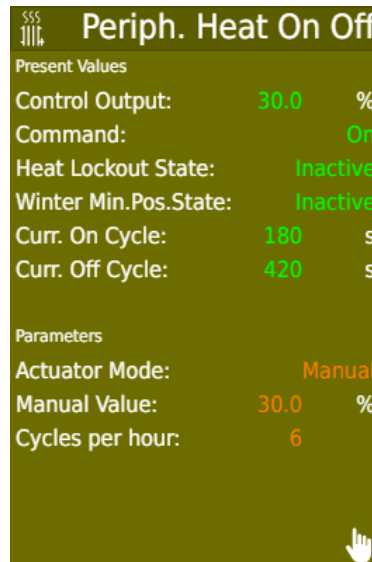 Periph. Heat On Off
Present Values
Control Output: 30.0 %
Command: On
Heat Lockout State: Inactive
Winter Min.Pos.State: Inactive
Curr. On Cycle: 180 s
Curr. Off Cycle: 420 s
Parameters
Actuator Mode: Manual
Manual Value: 30.0 %
Cycles per hour: 6